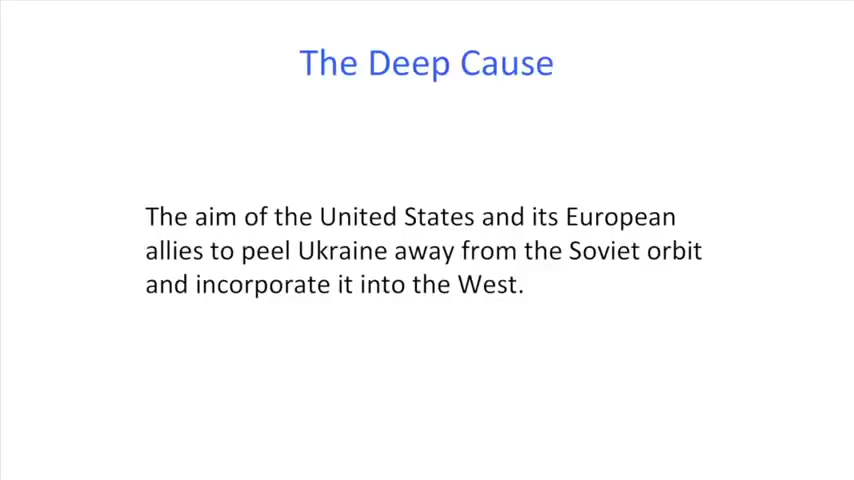 The Deep Cause
The aim of the United States and its European
allies to peel Ukraine away from the Soviet orbit
and incorporate it into the West.